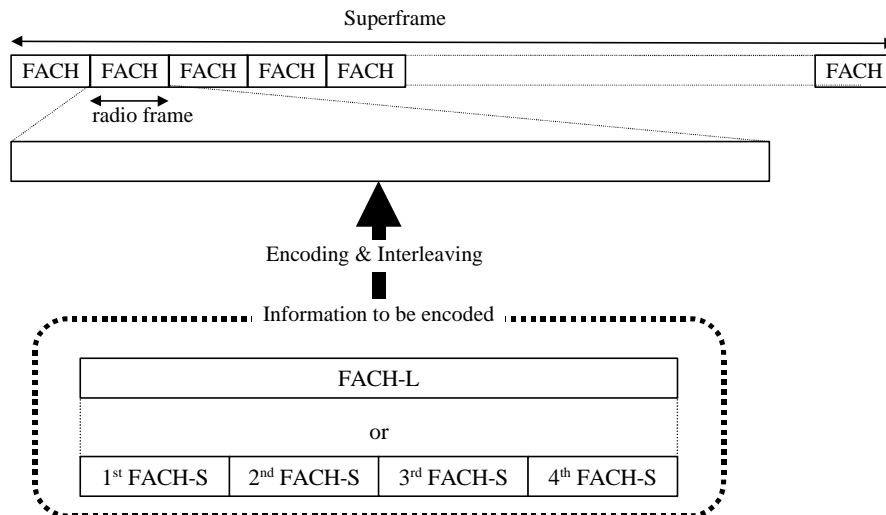 Superframe
FACH FACH FACH FACH FACH FACH
radio frame
Encoding & Interleaving
Information to be encoded
FACH-L
or
1st FACH-S 2nd FACH-S 3rd FACH-S 4th FACH-S